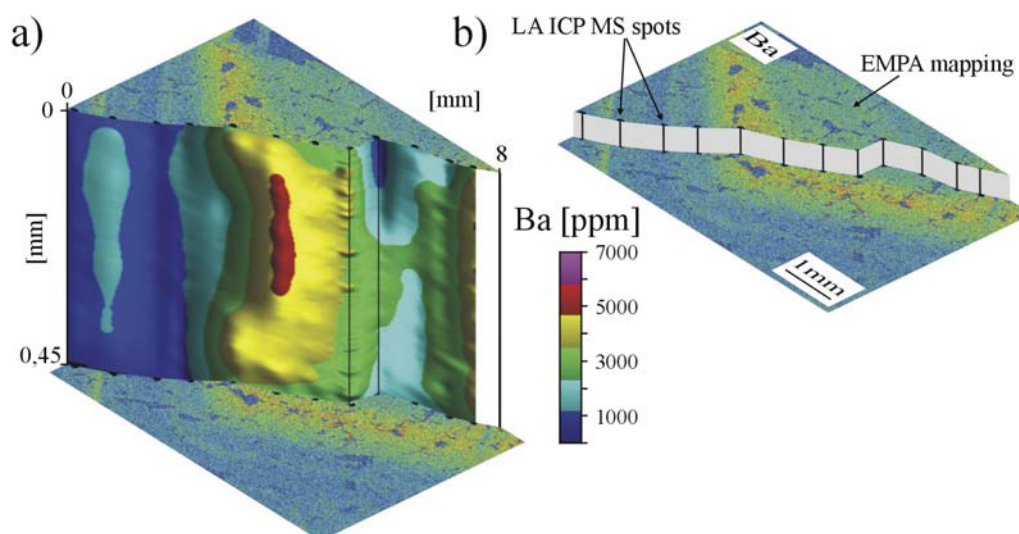 a)
0
0
[mm]
8
[mm]
0,45
Ba [ppm]
7000
5000
3000
1000
b)
LA ICP MS spots
Ba
EMPA mapping
1mm